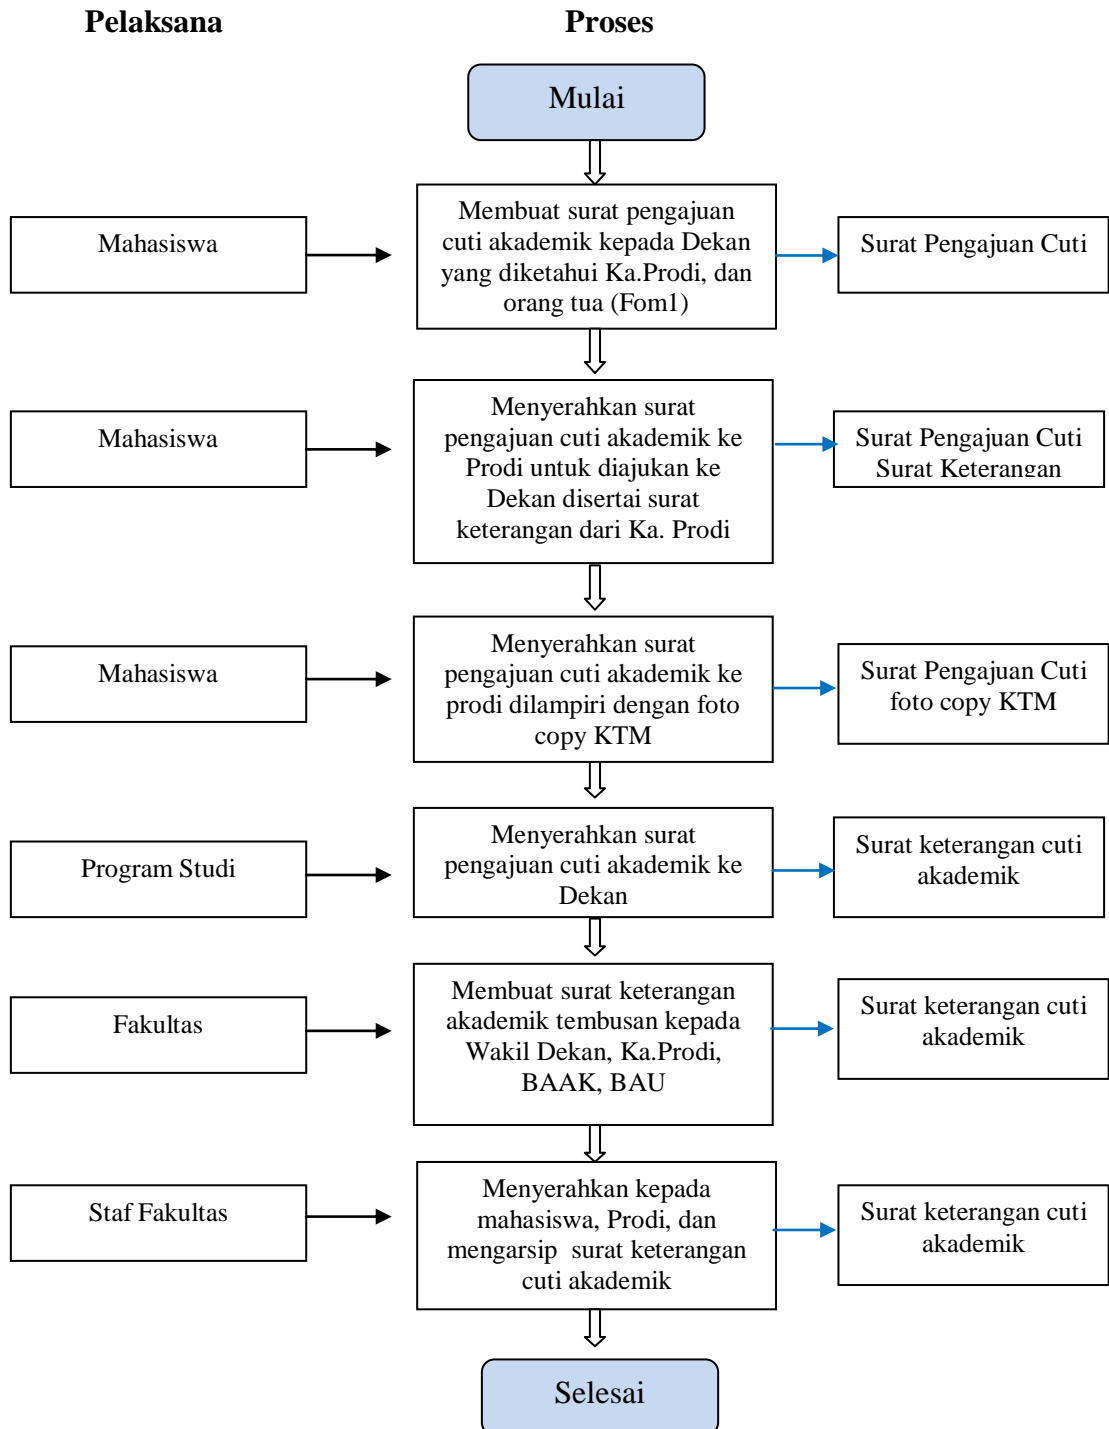 Pelaksana Proses
Mulai
Mahasiswa
Membuat surat pengajuan
cuti akademik kepada Dekan
yang diketahui Ka.Prodi, dan
orang tua (Fom1)
Surat Pengajuan Cuti
Mahasiswa
Menyerahkan surat
pengajuan cuti akademik ke
Prodi untuk diajukan ke
Dekan disertai surat
keterangan dari Ka. Prodi
Surat Pengajuan Cuti
Surat Keterangan
Mahasiswa
Menyerahkan surat
pengajuan cuti akademik ke
prodi dilampiri dengan foto
copy KTM
Surat Pengajuan Cuti
foto copy KTM
Program Studi
Menyerahkan surat
pengajuan cuti akademik ke
Dekan
Surat keterangan cuti
akademik
Fakultas
Membuat surat keterangan
akademik tembusan kepada
Wakil Dekan, Ka.Prodi,
BAAK, BAU
Surat keterangan cuti
akademik
Staf Fakultas
Menyerahkan kepada
mahasiswa, Prodi, dan
mengarsip  surat keterangan
cuti akademik
Surat keterangan cuti
akademik
Selesai